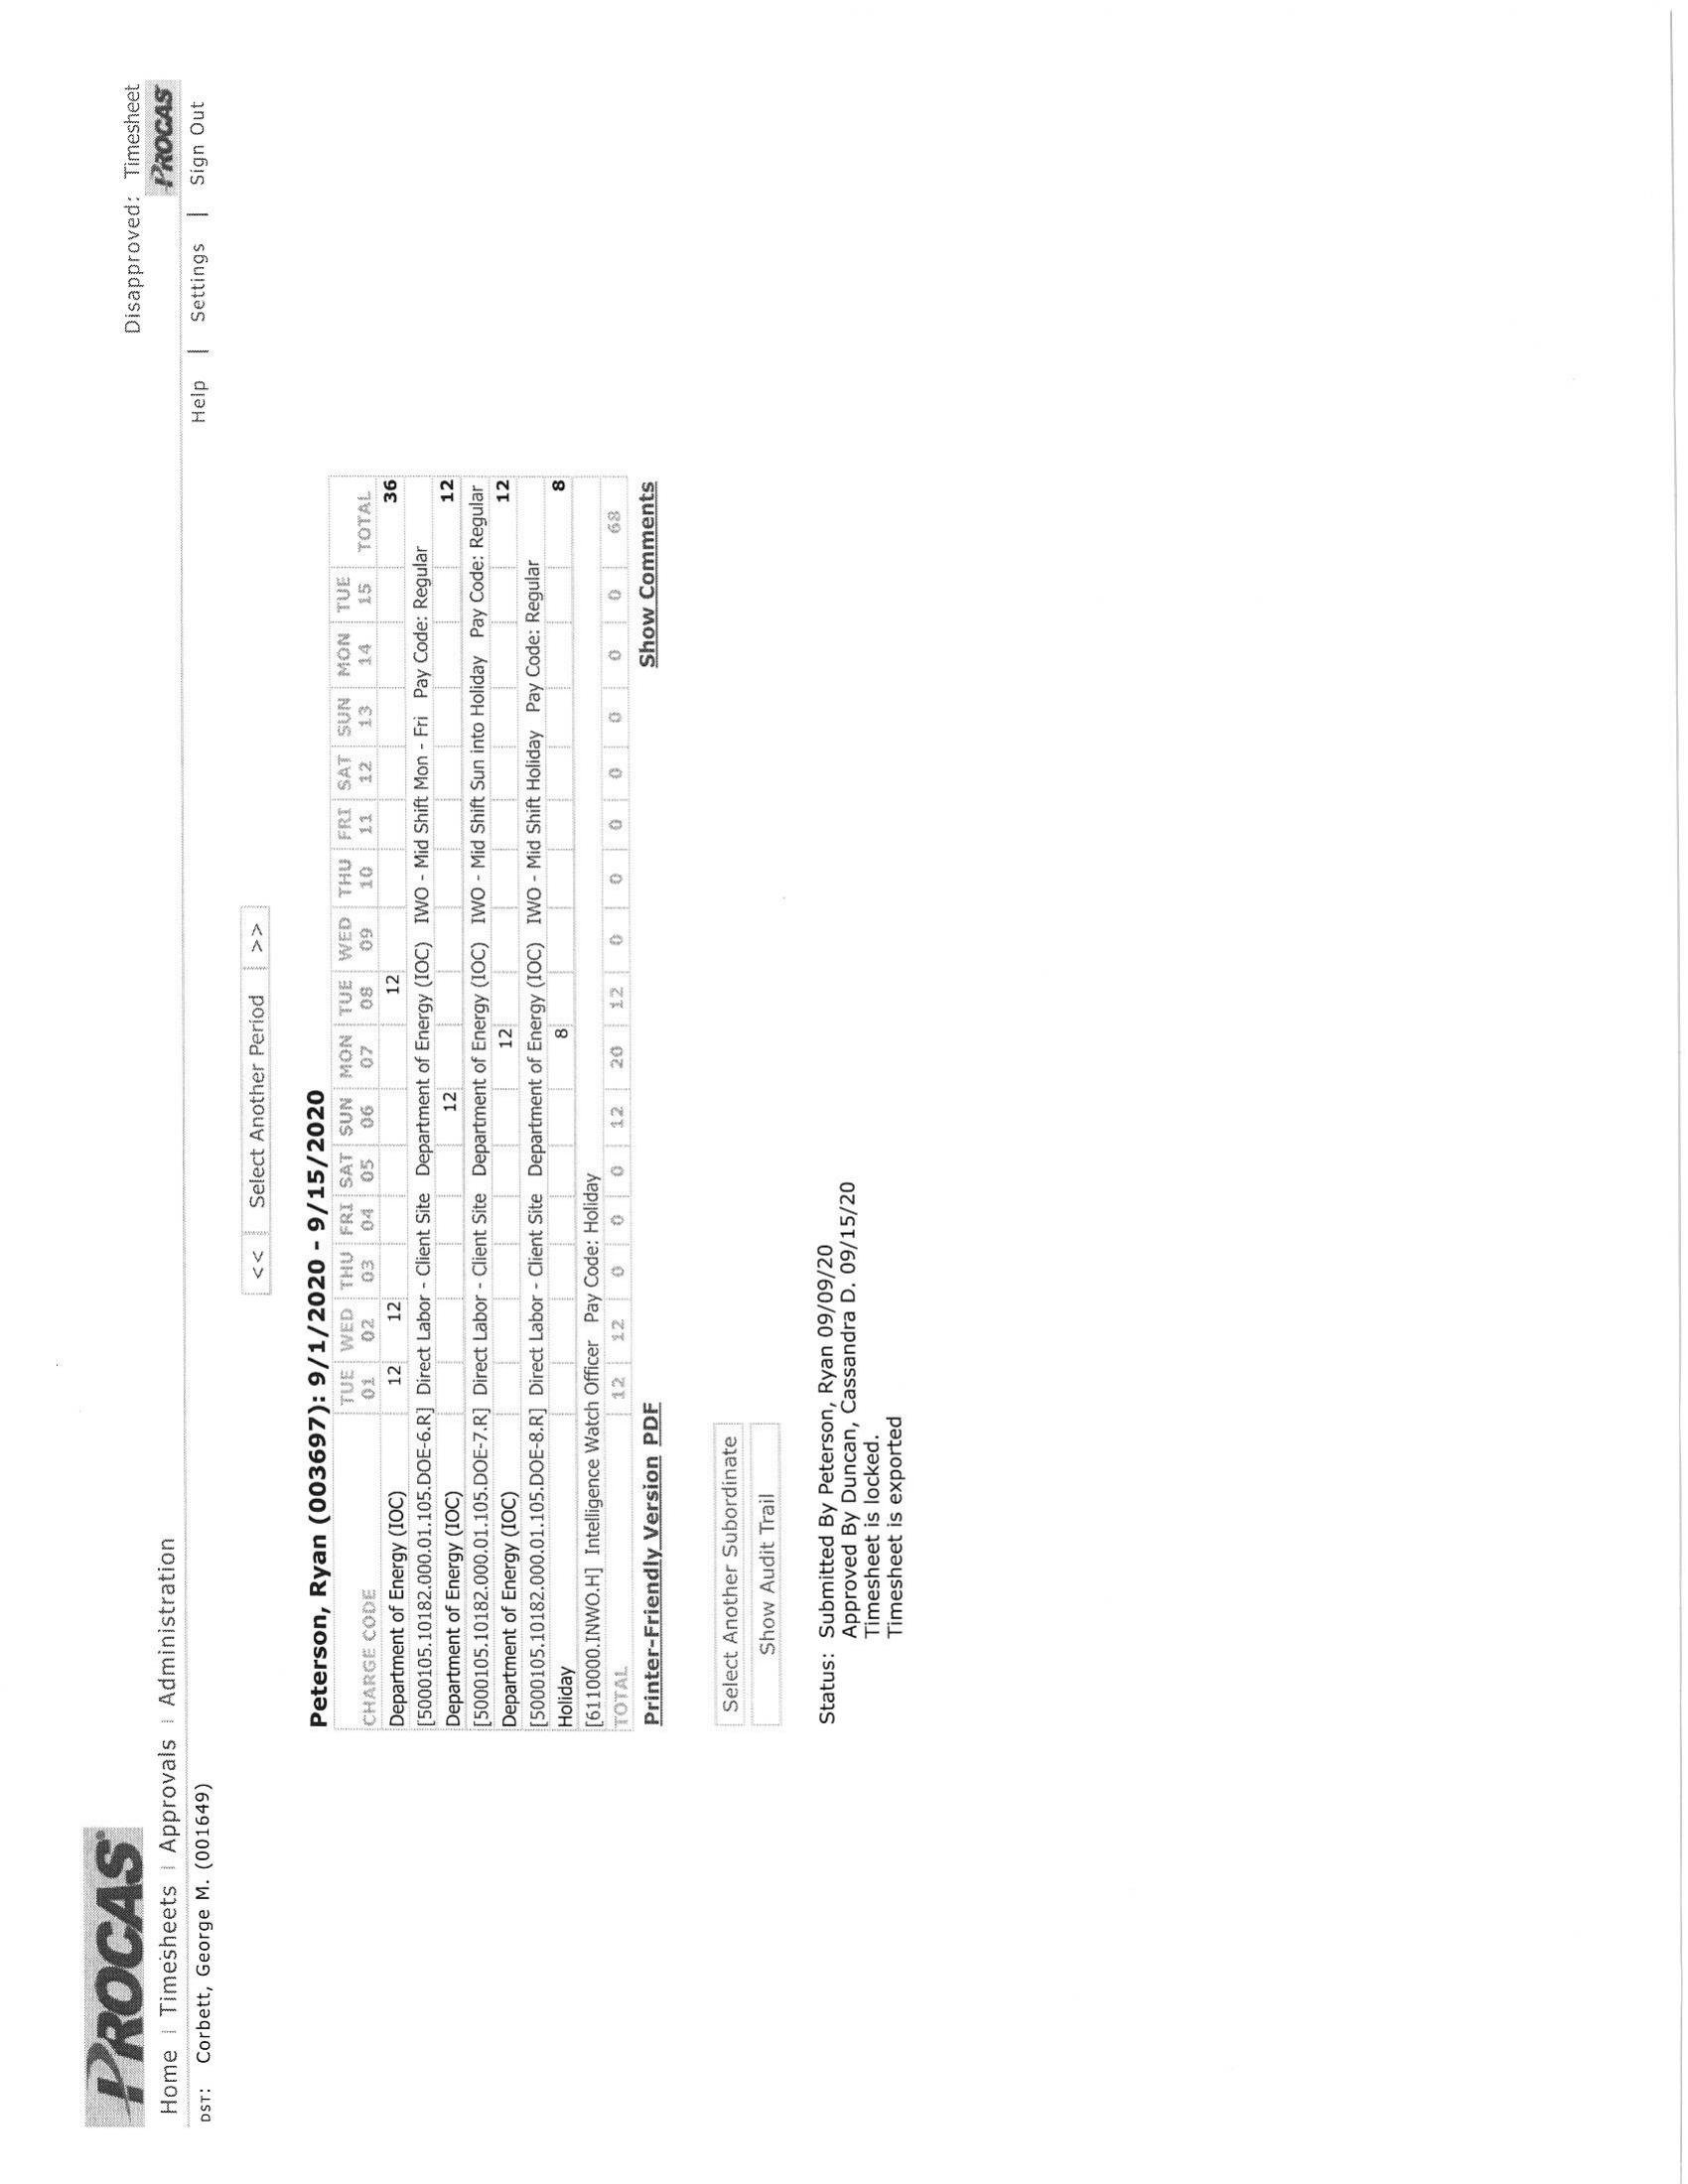 Disapproved: Timesheet
PROCAS
PROCAS
Home | Timesheets | Approvals | Administration
DST: Corbett, George M. (001649)
Help | Settings | Sign Out
<< | Select Another Period | >>
Peterson, Ryan (003697): 9/1/2020 - 9/15/2020
TUE WED THU FRI SAT SUN MON TUE WED THU FRI SAT SUN MON TUE
CHARGE CODE 01 02 03 04 05 06 07 08 09 10 11 12 13 14 15 TOTAL
Department of Energy (IOC) 12 12 12 36
[5000105.10182.000.01.105.DOE-6.R] Direct Labor - Client Site Department of Energy (IOC) IWO - Mid Shift Mon - Fri Pay Code: Regular
Department of Energy (IOC) 12 12
[5000105.10182.000.01.105.DOE-7.R] Direct Labor - Client Site Department of Energy (IOC) IWO - Mid Shift Sun into Holiday Pay Code: Regular
Department of Energy (IOC) 12 12
[5000105.10182.000.01.105.DOE-8.R] Direct Labor - Client Site Department of Energy (IOC) IWO - Mid Shift Holiday Pay Code: Regular
Holiday 8 8
[6110000.INWO.H] Intelligence Watch Officer Pay Code: Holiday
TOTAL 12 12 0 0 0 12 20 12 0 0 0 0 0 0 0 68
Printer-Friendly Version PDF Show Comments
Select Another Subordinate
Show Audit Trail
Status: Submitted By Peterson, Ryan 09/09/20
Approved By Duncan, Cassandra D. 09/15/20
Timesheet is locked.
Timesheet is exported